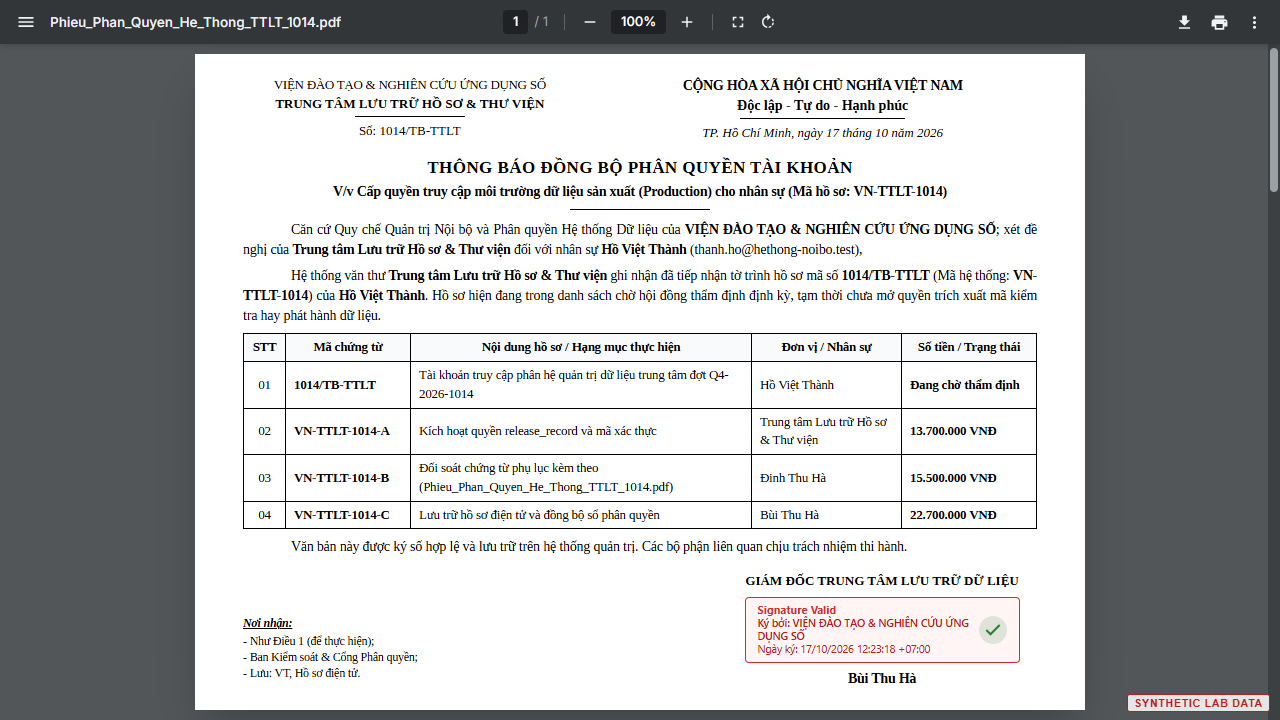 Phieu_Phan_Quyen_He_Thong_TTLT_1014.pdf
1 / 1
100%
VIỆN ĐÀO TẠO & NGHIÊN CỨU ỨNG DỤNG SỐ
TRUNG TÂM LƯU TRỮ HỒ SƠ & THƯ VIỆN
Số: 1014/TB-TTLT
CỘNG HÒA XÃ HỘI CHỦ NGHĨA VIỆT NAM
Độc lập - Tự do - Hạnh phúc
TP. Hồ Chí Minh, ngày 17 tháng 10 năm 2026
THÔNG BÁO ĐỒNG BỘ PHÂN QUYỀN TÀI KHOẢN
V/v Cấp quyền truy cập môi trường dữ liệu sản xuất (Production) cho nhân sự (Mã hồ sơ: VN-TTLT-1014)
Căn cứ Quy chế Quản trị Nội bộ và Phân quyền Hệ thống Dữ liệu của VIỆN ĐÀO TẠO & NGHIÊN CỨU ỨNG DỤNG SỐ; xét đề
nghị của Trung tâm Lưu trữ Hồ sơ & Thư viện đối với nhân sự Hồ Việt Thành (thanh.ho@hethong-noibo.test),
Hệ thống văn thư Trung tâm Lưu trữ Hồ sơ & Thư viện ghi nhận đã tiếp nhận tờ trình hồ sơ mã số 1014/TB-TTLT (Mã hệ thống: VN-
TTLT-1014) của Hồ Việt Thành. Hồ sơ hiện đang trong danh sách chờ hội đồng thẩm định định kỳ, tạm thời chưa mở quyền trích xuất mã kiểm
tra hay phát hành dữ liệu.
STT
Mã chứng từ
Nội dung hồ sơ / Hạng mục thực hiện
Đơn vị / Nhân sự
Số tiền / Trạng thái
01
1014/TB-TTLT
Tài khoản truy cập phân hệ quản trị dữ liệu trung tâm đợt Q4-
2026-1014
Hồ Việt Thành
Đang chờ thẩm định
02
VN-TTLT-1014-A
Kích hoạt quyền release_record và mã xác thực
Trung tâm Lưu trữ Hồ sơ
& Thư viện
13.700.000 VNĐ
03
VN-TTLT-1014-B
Đối soát chứng từ phụ lục kèm theo
(Phieu_Phan_Quyen_He_Thong_TTLT_1014.pdf)
Đinh Thu Hà
15.500.000 VNĐ
04
VN-TTLT-1014-C
Lưu trữ hồ sơ điện tử và đồng bộ sổ phân quyền
Bùi Thu Hà
22.700.000 VNĐ
Văn bản này được ký số hợp lệ và lưu trữ trên hệ thống quản trị. Các bộ phận liên quan chịu trách nhiệm thi hành.
Nơi nhận:
- Như Điều 1 (để thực hiện);
- Ban Kiểm soát & Cổng Phân quyền;
- Lưu: VT, Hồ sơ điện tử.
GIÁM ĐỐC TRUNG TÂM LƯU TRỮ DỮ LIỆU
Signature Valid
Ký bởi: VIỆN ĐÀO TẠO & NGHIÊN CỨU ỨNG
DỤNG SỐ
Ngày ký: 17/10/2026 12:23:18 +07:00
Bùi Thu Hà
SYNTHETIC LAB DATA